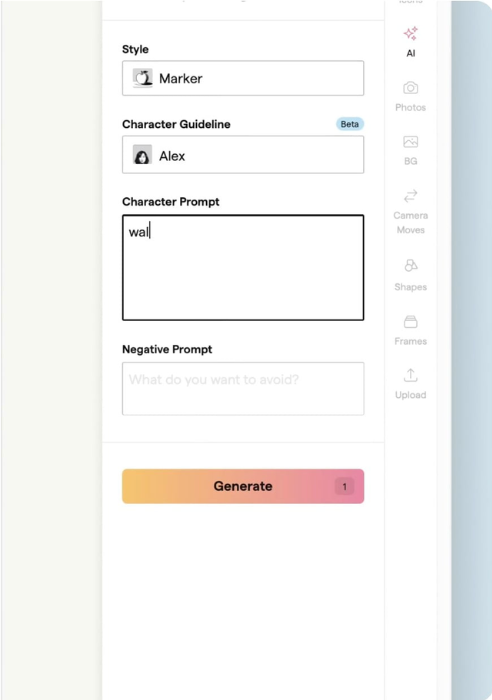 Style
Marker
Character Guideline
Beta
Alex
Character Prompt
wal
Negative Prompt
What do you want to avoid?
Generate
1
AI
Photos
BG
Camera
Moves
Shapes
Frames
Upload